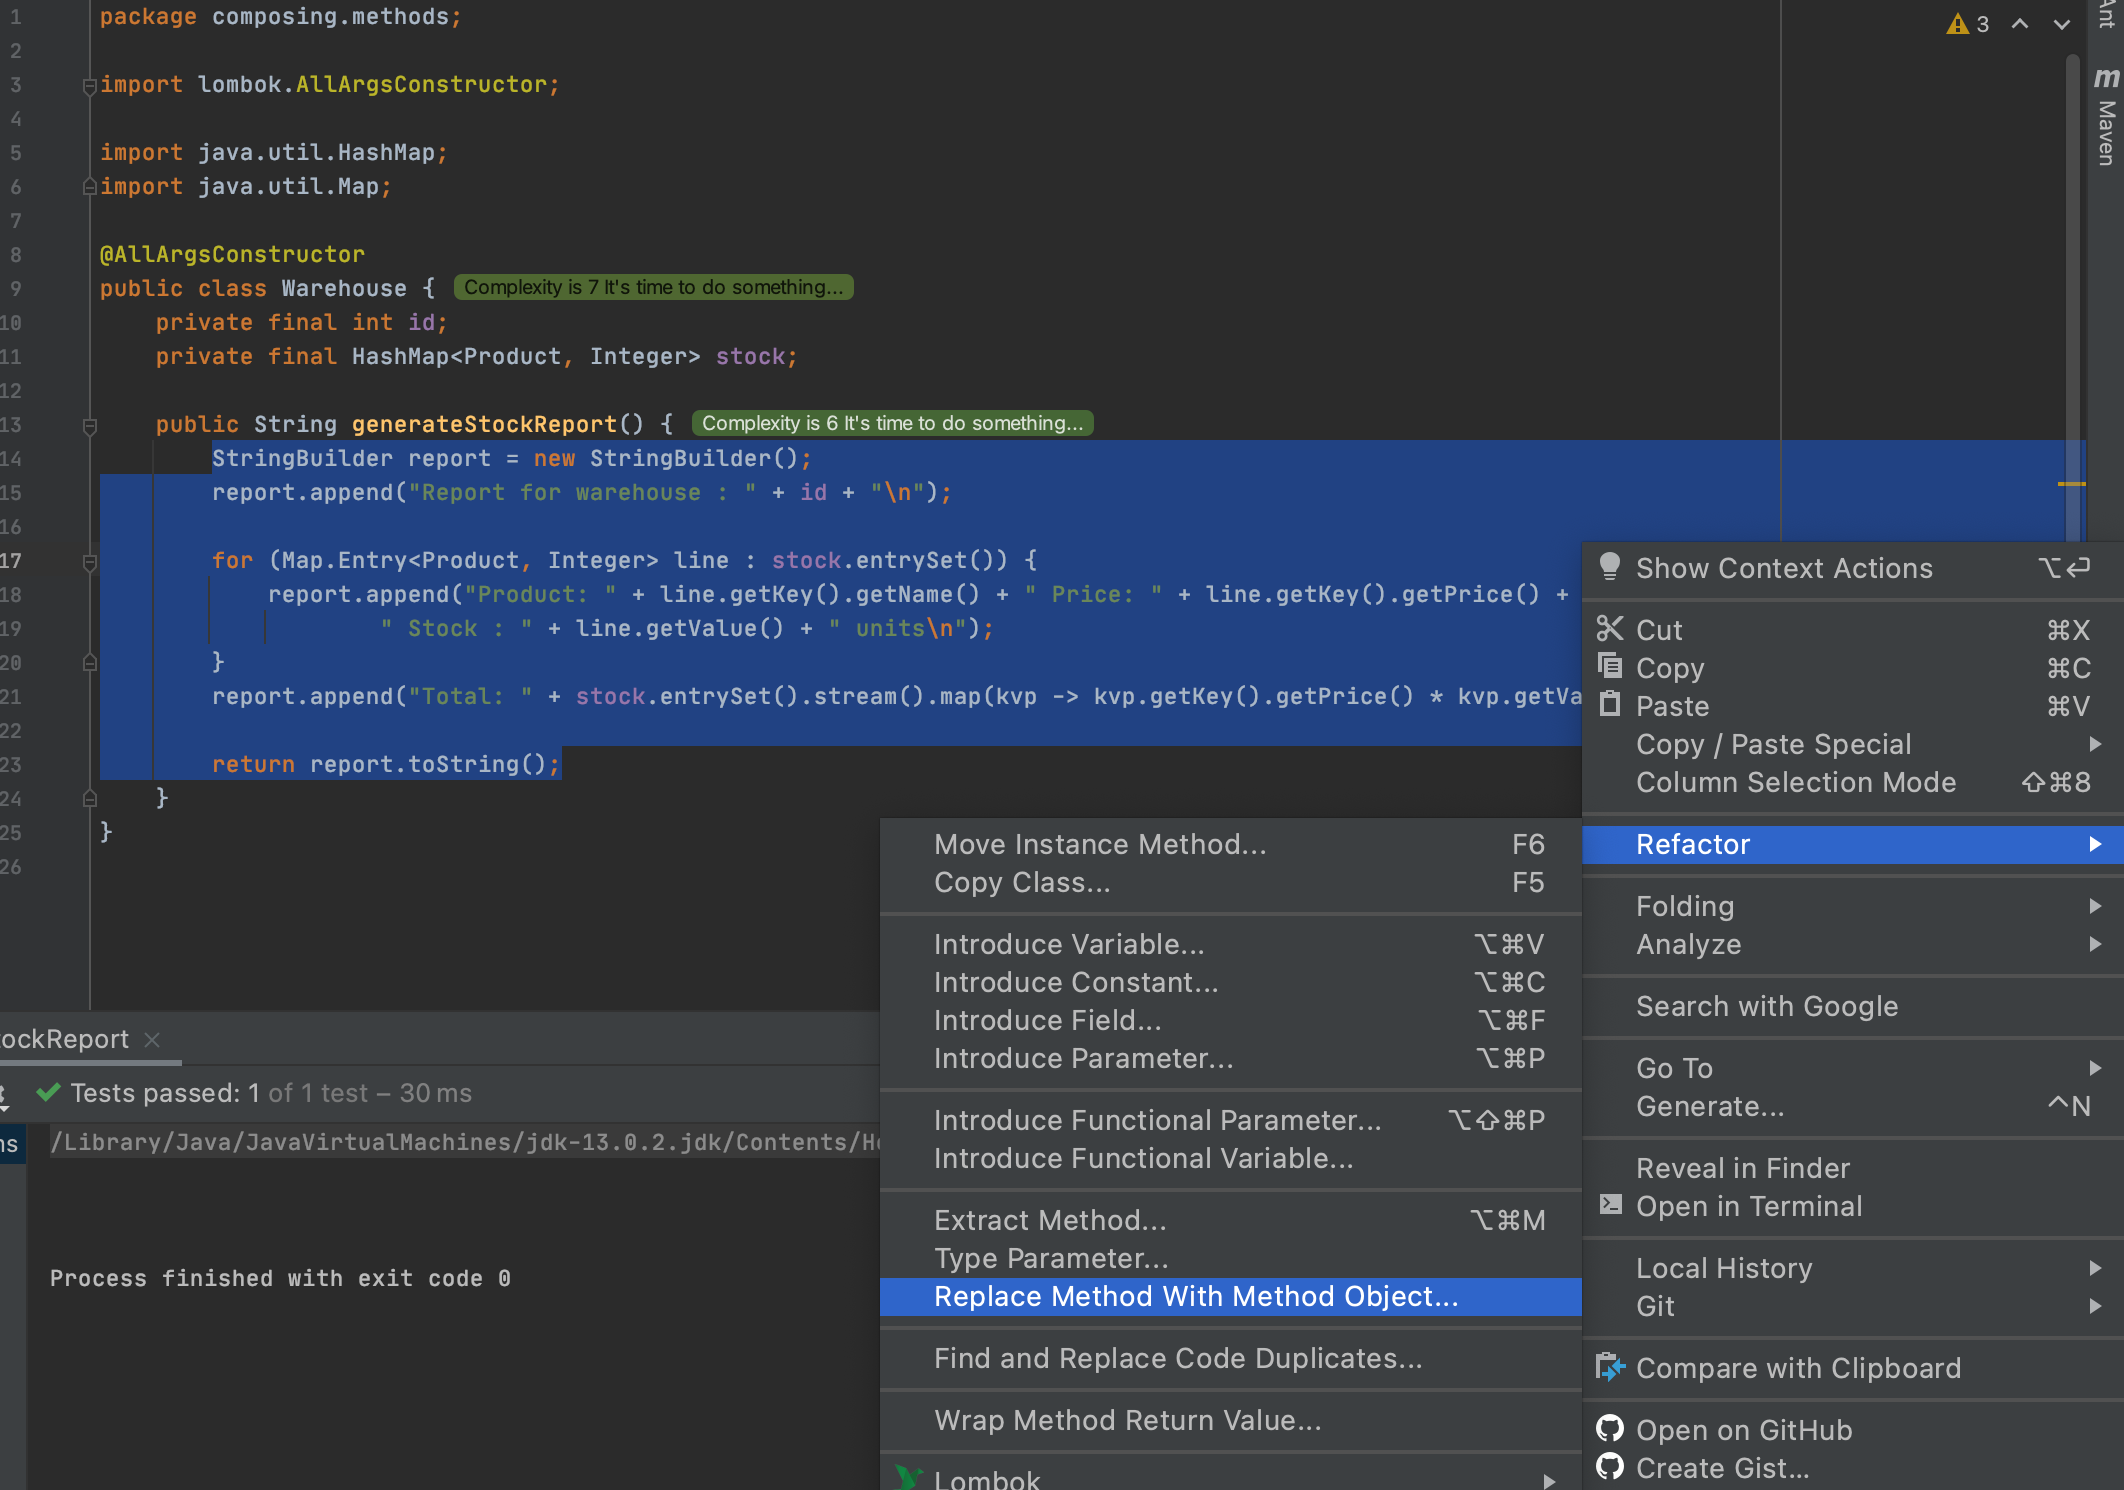 1 package composing.methods;
2
3 import lombok.AllArgsConstructor;
4
5 import java.util.HashMap;
6 import java.util.Map;
7
8 @AllArgsConstructor
9 public class Warehouse { Complexity is 7 It's time to do something...
10 private final int id;
11 private final HashMap<Product, Integer> stock;
12
13 public String generateStockReport() { Complexity is 6 It's time to do something...
14 StringBuilder report = new StringBuilder();
15 report.append("Report for warehouse : " + id + "\n");
16
17 for (Map.Entry<Product, Integer> line : stock.entrySet()) {
18 report.append("Product: " + line.getKey().getName() + " Price: " + line.getKey().getPrice() +
19 " Stock : " + line.getValue() + " units\n");
20 }
21 report.append("Total: " + stock.entrySet().stream().map(kvp -> kvp.getKey().getPrice() * kvp.getVa
22
23 return report.toString();
24 }
25 }
26
3
Ant
m Maven
Show Context Actions ⌥⏎
Cut ⌘X
Copy ⌘C
Paste ⌘V
Copy / Paste Special
Column Selection Mode ⇧⌘8
Refactor
Folding
Analyze
Search with Google
Go To
Generate... ^N
Reveal in Finder
Open in Terminal
Local History
Git
Compare with Clipboard
Open on GitHub
Create Gist...
Move Instance Method... F6
Copy Class... F5
Introduce Variable... ⌥⌘V
Introduce Constant... ⌥⌘C
Introduce Field... ⌥⌘F
Introduce Parameter... ⌥⌘P
Introduce Functional Parameter... ⌥⇧⌘P
Introduce Functional Variable...
Extract Method... ⌥⌘M
Type Parameter...
Replace Method With Method Object...
Find and Replace Code Duplicates...
Wrap Method Return Value...
Lombok
tockReport
Tests passed: 1 of 1 test – 30 ms
ms
/Library/Java/JavaVirtualMachines/jdk-13.0.2.jdk/Contents/Ho
Process finished with exit code 0